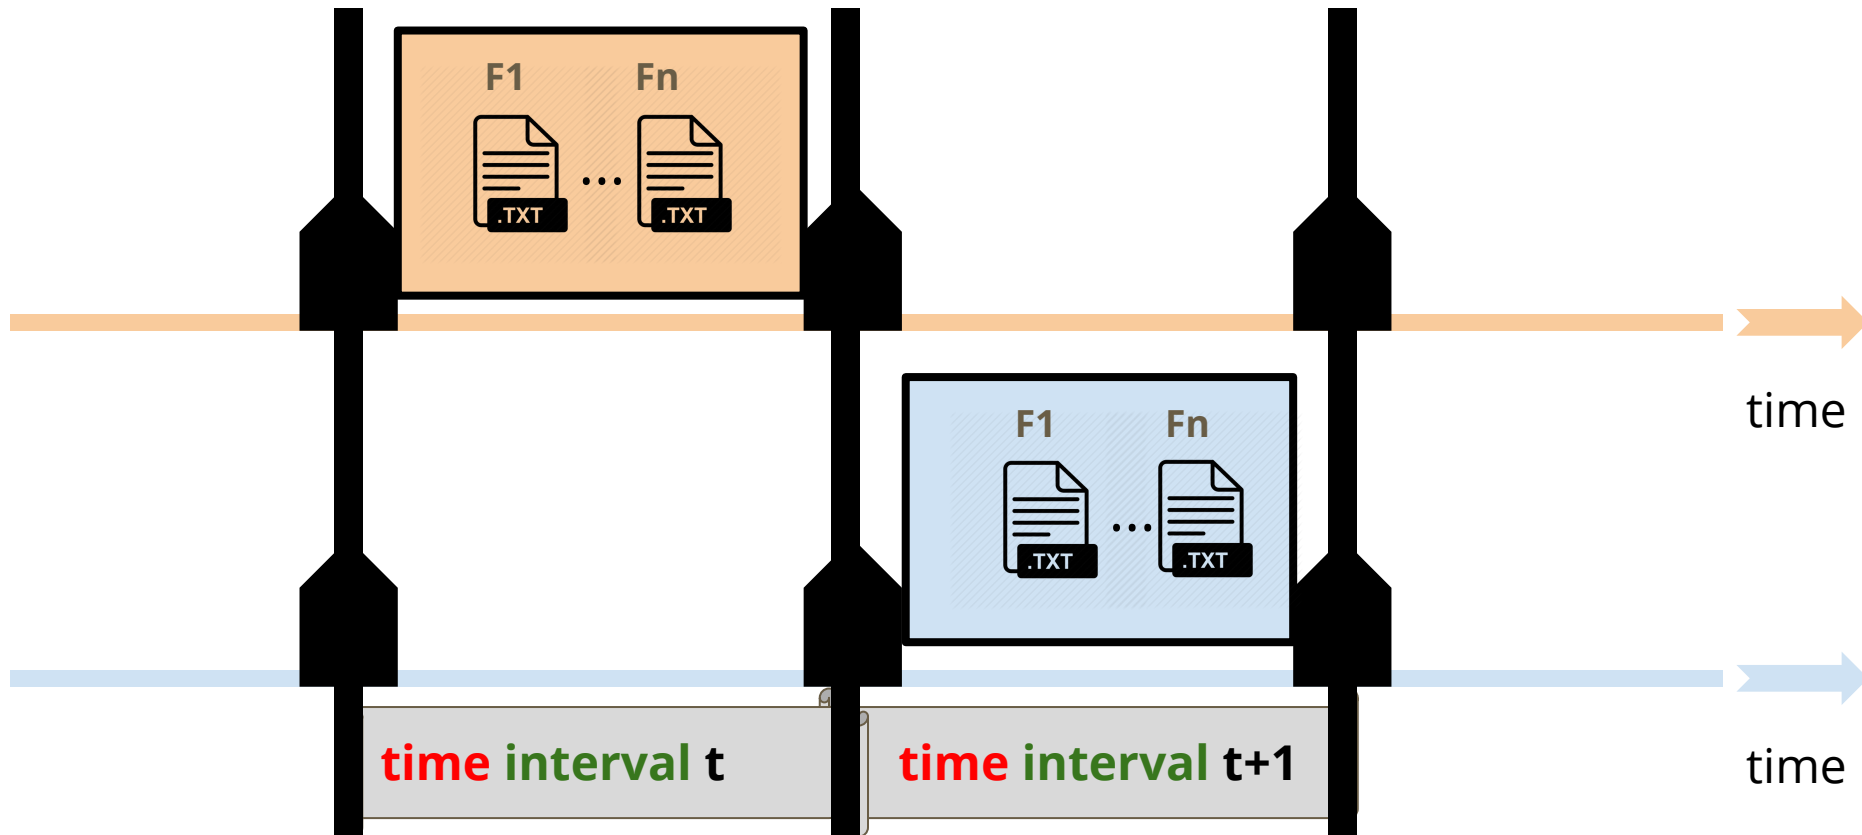 F1 Fn
... 
.TXT .TXT
time
F1 Fn
...
.TXT .TXT
time interval t
time interval t+1
time